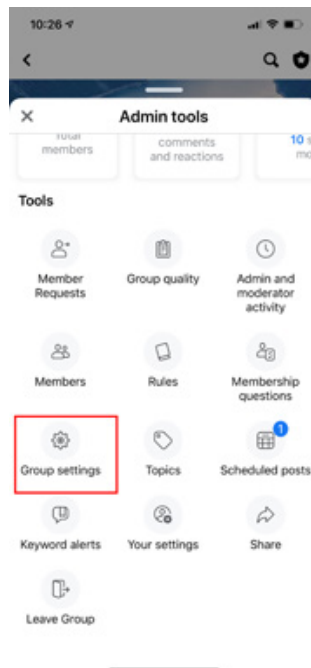 10:26
Admin tools
Total
members
comments
and reactions
10
Tools
Member
Requests
Group quality
Admin and
moderator
activity
Members
Rules
Membership
questions
1
Group settings
Topics
Scheduled posts
Keyword alerts
Your settings
Share
Leave Group